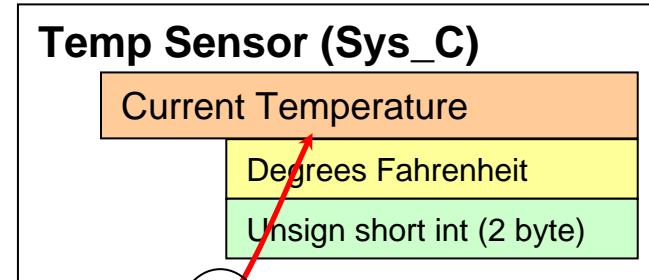 Temp Sensor (Sys_C)
Current Temperature
Degrees Fahrenheit
Unsign short int (2 byte)